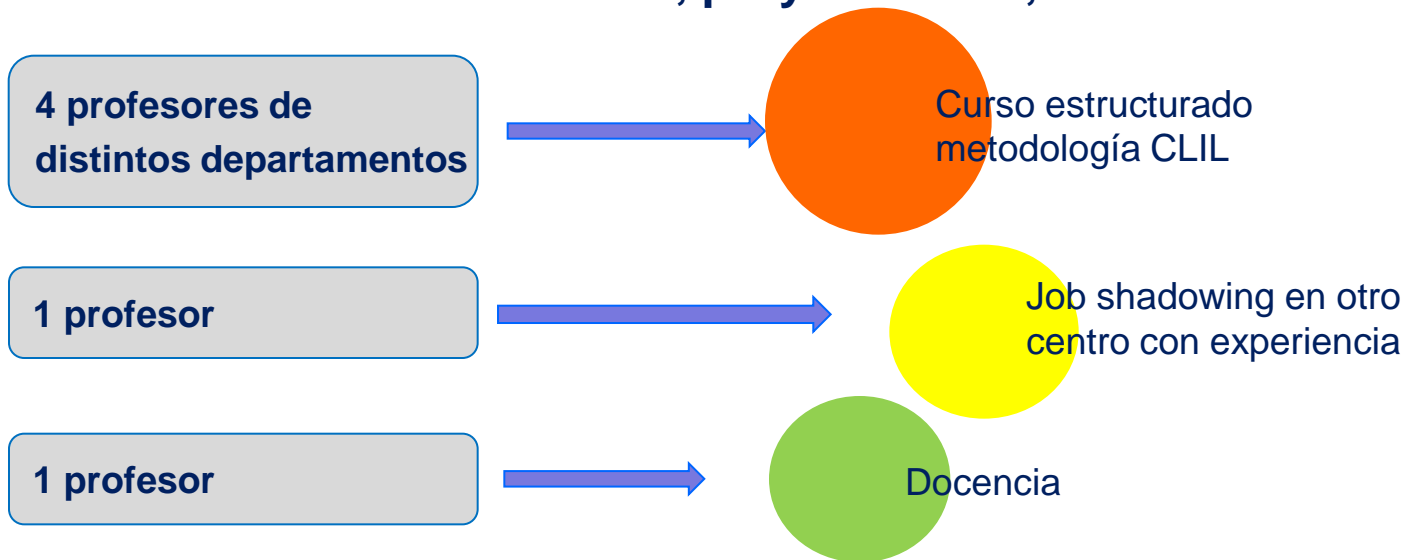 4 profesores de
distintos departamentos
Curso estructurado
metodología CLIL
1 profesor
Job shadowing en otro
centro con experiencia
1 profesor
Docencia